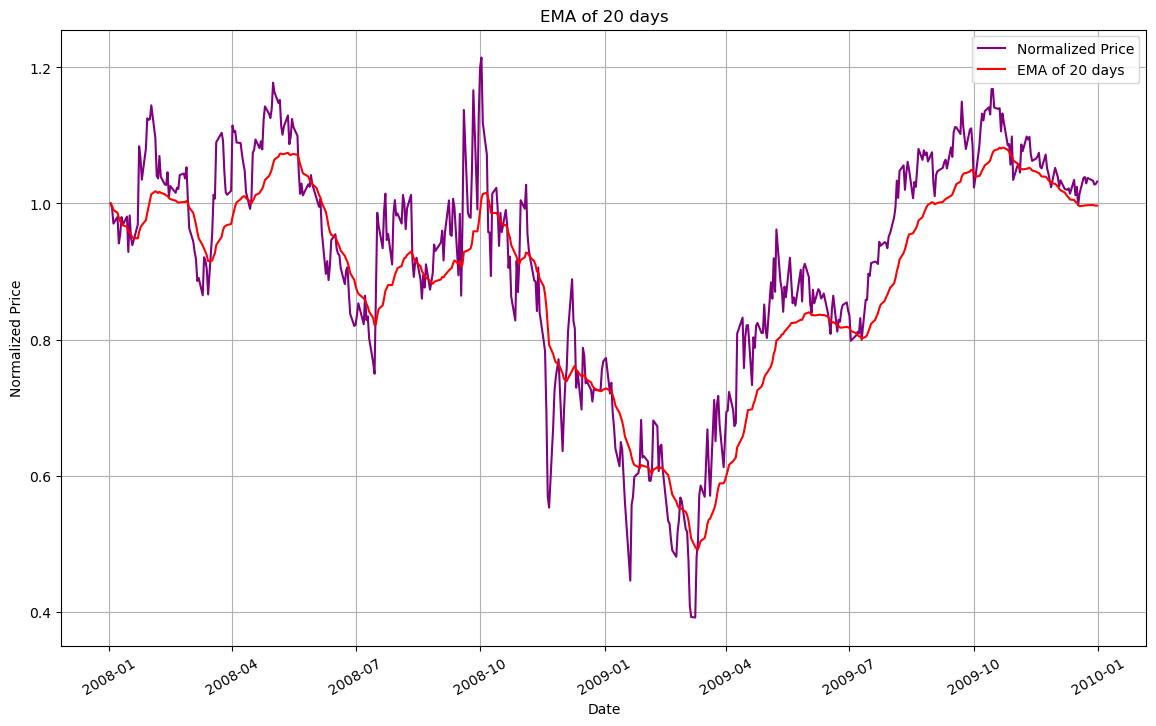 EMA of 20 days
Normalized Price
EMA of 20 days
1.2
1.0
0.8
0.6
0.4
Normalized Price
2008-01
2008-04
2008-07
2008-10
2009-01
2009-04
2009-07
2009-10
2010-01
Date